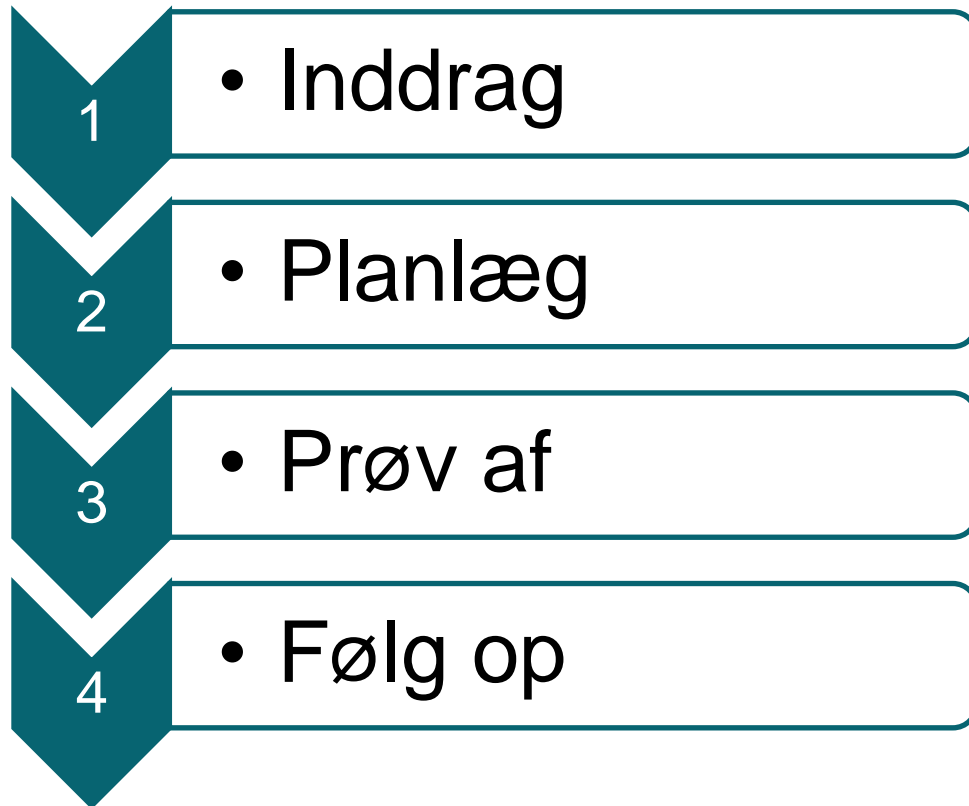 1
• Inddrag
2
• Planlæg
3
• Prøv af
4
• Følg op